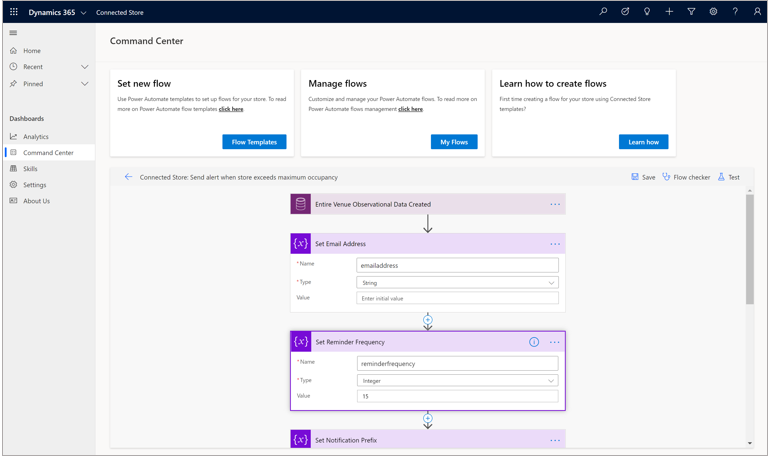 Dynamics 365
Connected Store
Home
Recent
Pinned
Dashboards
Analytics
Command Center
Skills
Settings
About Us
Command Center
Set new flow
Use Power Automate templates to set up flows for your store. To read
more on Power Automate flow templates click here.
Flow Templates
Manage flows
Customize and manage your Power Automate flows. To read more on
Power Automate flows management click here.
My Flows
Learn how to create flows
First time creating a flow for your store using Connected Store
templates?
Learn how
Connected Store: Send alert when store exceeds maximum occupancy
Save
Flow checker
Test
Entire Venue Observational Data Created
{x} Set Email Address
*Name emailaddress
*Type String
Value Enter initial value
{x} Set Reminder Frequency
*Name reminderfrequency
*Type Integer
Value 15
{x} Set Notification Prefix